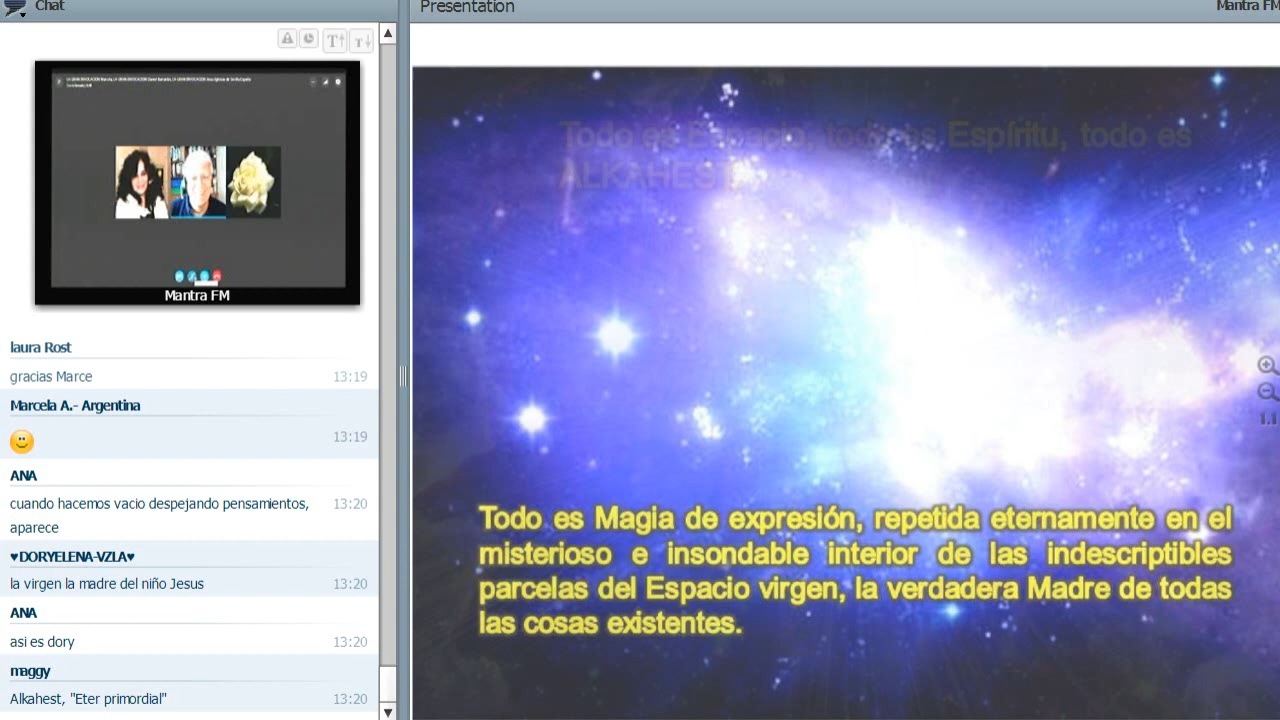 Chat
Presentation
Mantra FM
T
T
Mantra FM
laura Rost
gracias Marce
13:19
Marcela A.- Argentina
13:19
ANA
cuando hacemos vacio despejando pensamientos,
13:20
aparece
♥DORYELENA-VZLA♥
la virgen la madre del niño Jesus
13:20
ANA
asi es dory
13:20
maggy
Alkahest, "Eter primordial"
13:20
Todo es Espacio, todo es Espíritu, todo es
ALKAHEST.
Todo es Magia de expresión, repetida eternamente en el
misterioso e insondable interior de las indescriptibles
parcelas del Espacio virgen, la verdadera Madre de todas
las cosas existentes.
1.1